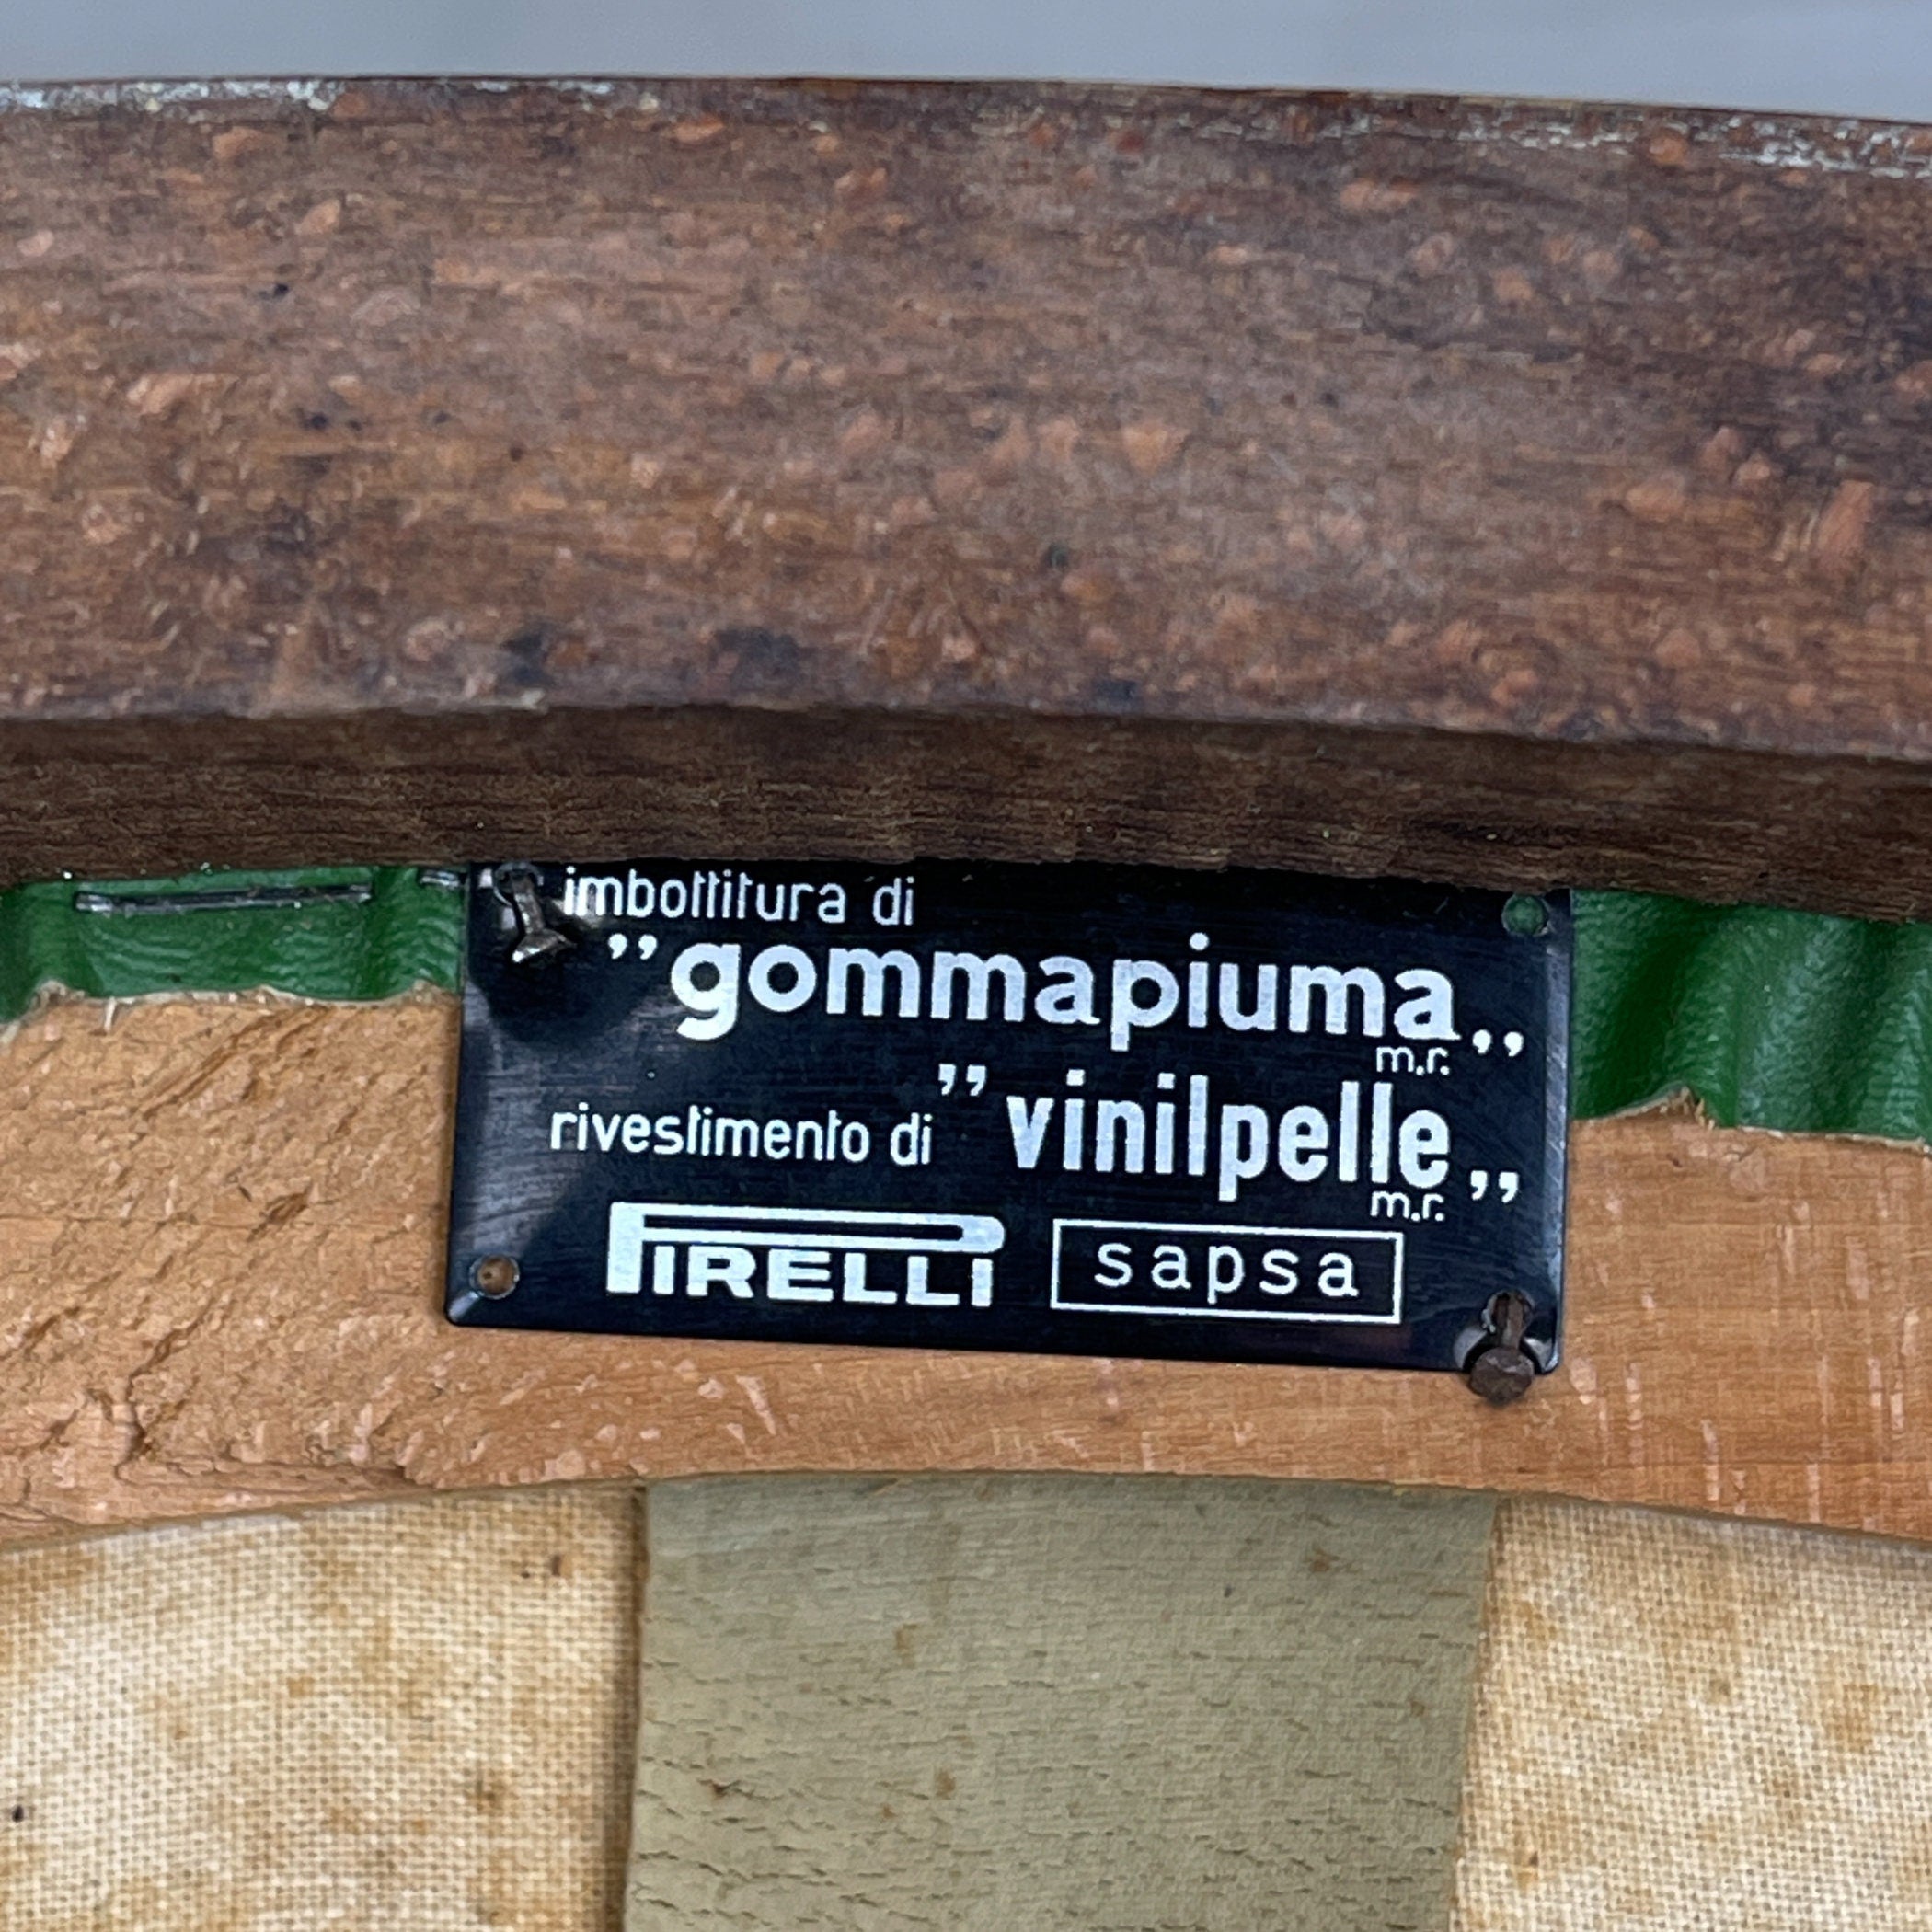 imbottitura di
”gommapiuma„
m.r.
rivestimento di ”vinilpelle„
m.r.
PIRELLI sapsa